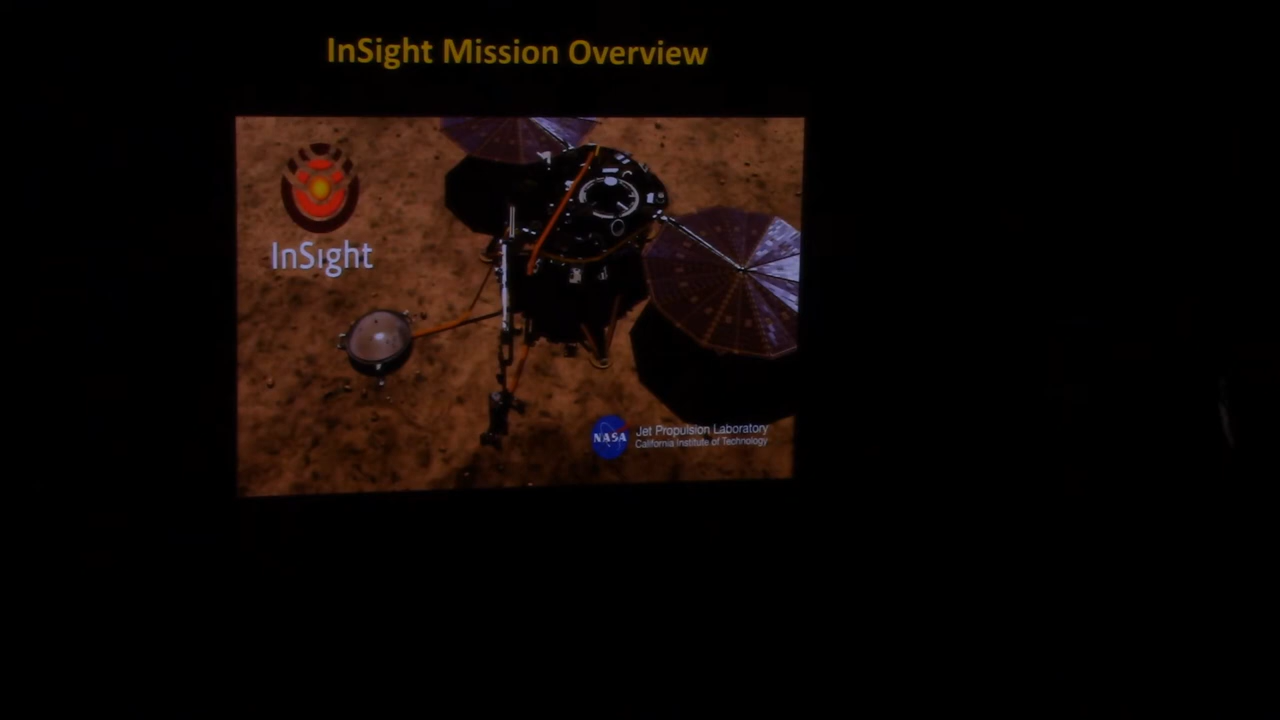 InSight Mission Overview
InSight
NASA
Jet Propulsion Laboratory
California Institute of Technology